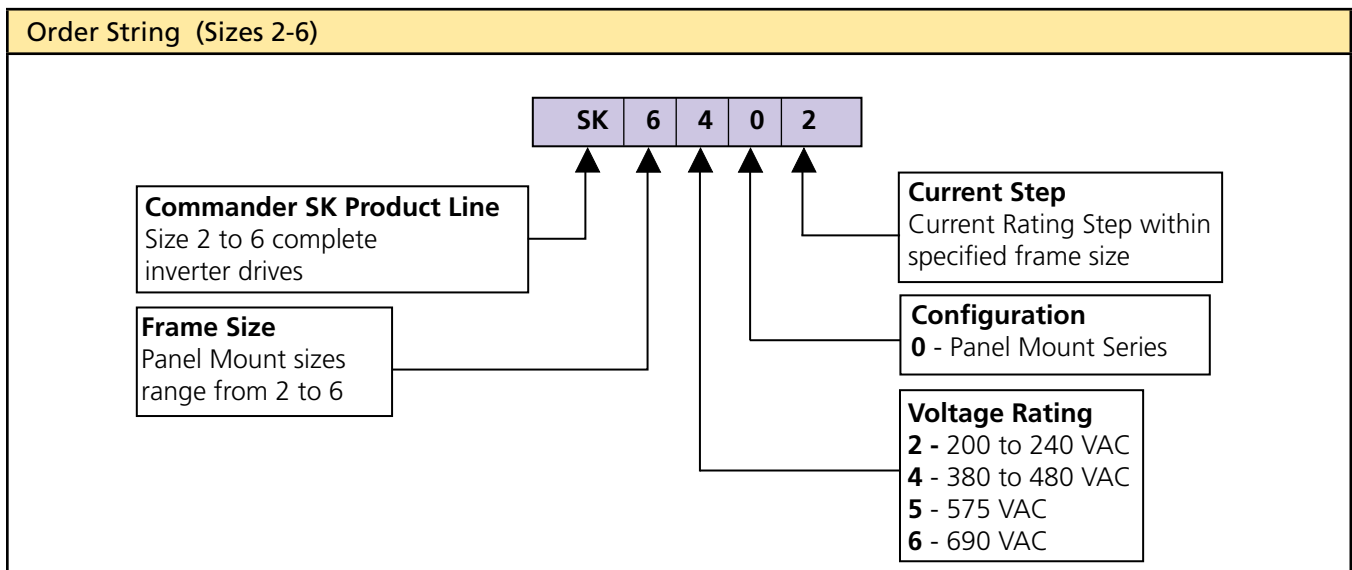 Order String (Sizes 2-6)
SK 6 4 0 2
Commander SK Product Line
Size 2 to 6 complete
inverter drives
Frame Size
Panel Mount sizes
range from 2 to 6
Current Step
Current Rating Step within
specified frame size
Configuration
0 - Panel Mount Series
Voltage Rating
2 - 200 to 240 VAC
4 - 380 to 480 VAC
5 - 575 VAC
6 - 690 VAC